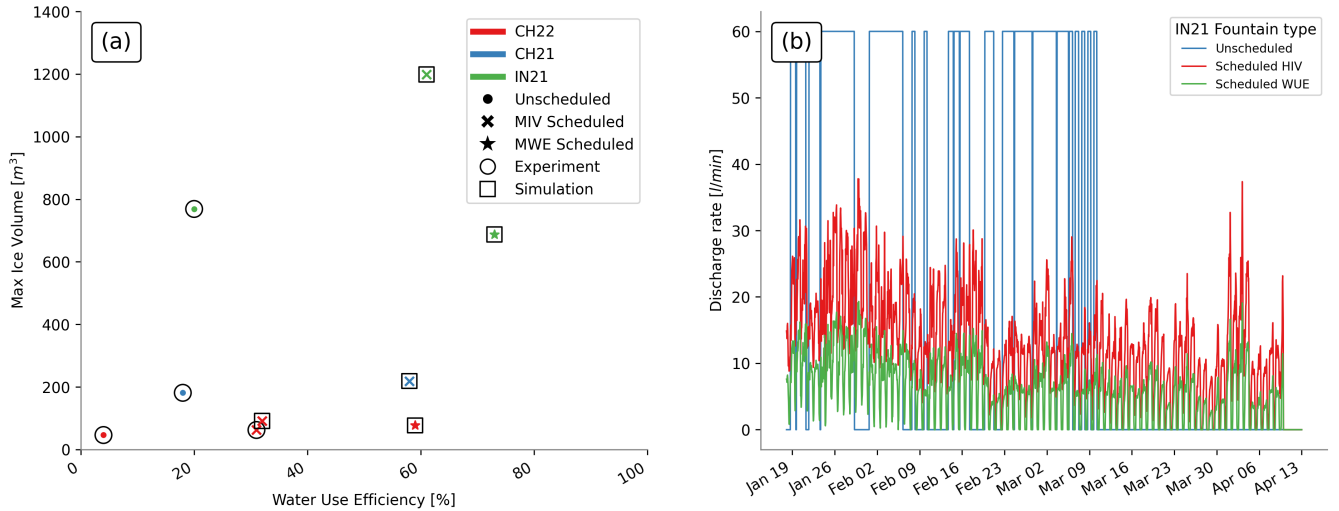 (a)
Max Ice Volume [m³]
1400
1200
1000
800
600
400
200
0
0
20
40
60
80
100
Water Use Efficiency [%]
CH22
CH21
IN21
Unscheduled
MIV Scheduled
MWE Scheduled
Experiment
Simulation
(b)
Discharge rate [l/min]
60
50
40
30
20
10
0
Jan 19
Jan 26
Feb 02
Feb 09
Feb 16
Feb 23
Mar 02
Mar 09
Mar 16
Mar 23
Mar 30
Apr 06
Apr 13
IN21 Fountain type
Unscheduled
Scheduled HIV
Scheduled WUE